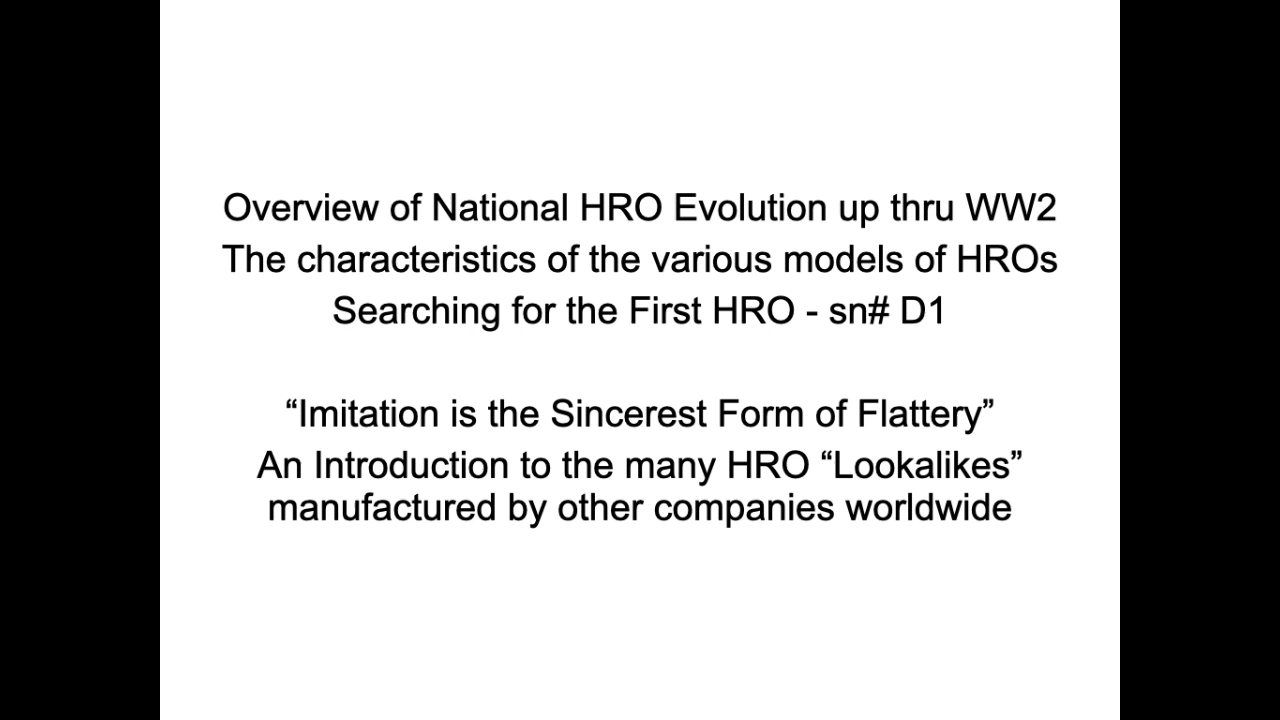 Overview of National HRO Evolution up thru WW2
The characteristics of the various models of HROs
Searching for the First HRO - sn# D1
“Imitation is the Sincerest Form of Flattery”
An Introduction to the many HRO “Lookalikes”
manufactured by other companies worldwide